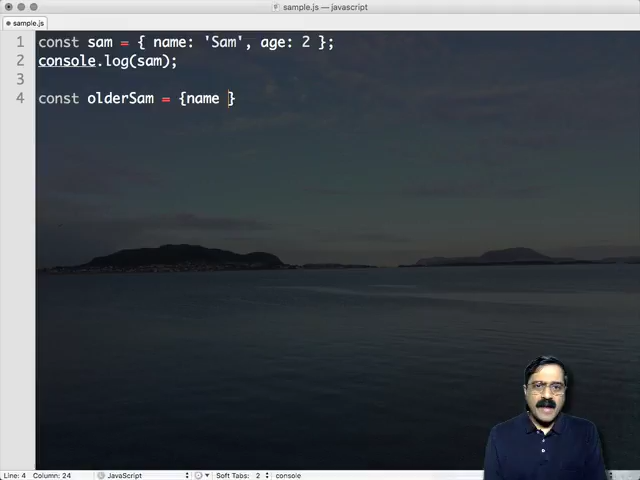 sample.js — javascript
sample.js
1 const sam = { name: 'Sam', age: 2 };
2 console.log(sam);
3
4 const olderSam = {name }
Line: 4 Column: 24 JavaScript Soft Tabs: 2 console